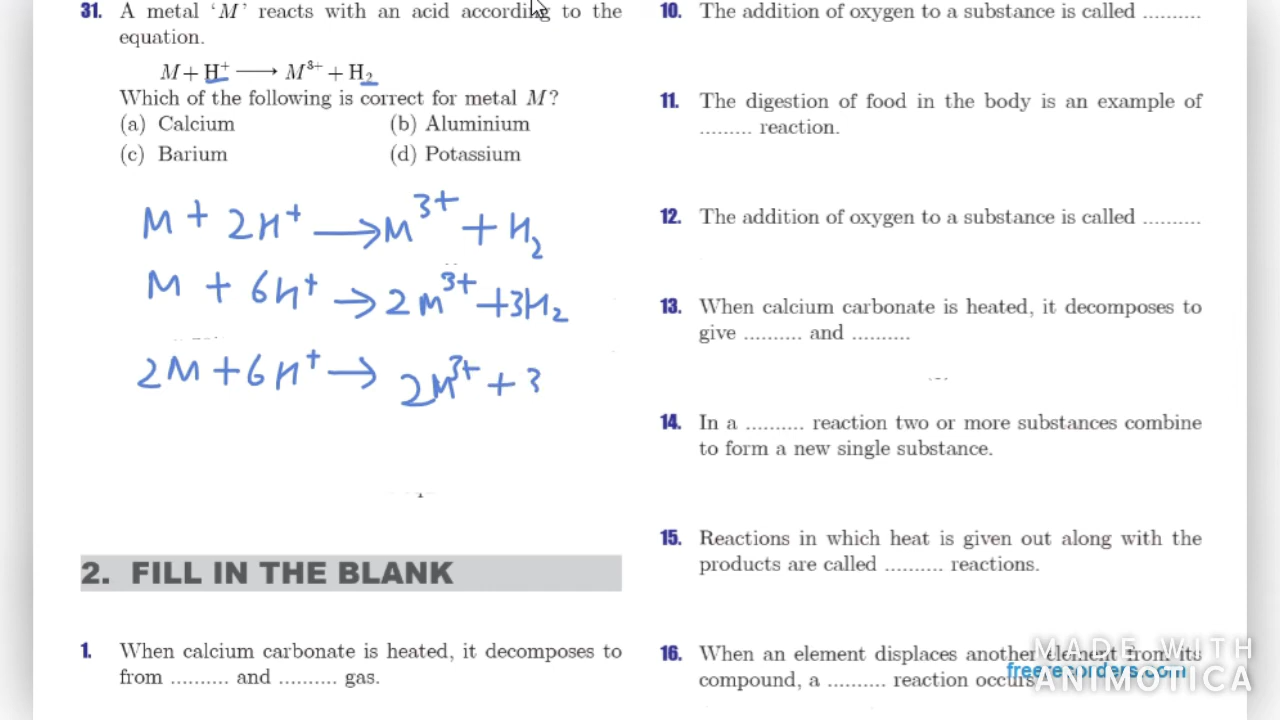 31. A metal ‘M’ reacts with an acid according to the
equation.
M + H⁺ ⟶ M³⁺ + H₂
Which of the following is correct for metal M?
(a) Calcium (b) Aluminium
(c) Barium (d) Potassium
M + 2H⁺ ⟶ M³⁺ + H₂
M + 6H⁺ → 2M³⁺ + 3H₂
2M + 6H⁺ → 2M³⁺ + 3
2. FILL IN THE BLANK
1. When calcium carbonate is heated, it decomposes to
from .......... and .......... gas.
10. The addition of oxygen to a substance is called ..........
11. The digestion of food in the body is an example of
......... reaction.
12. The addition of oxygen to a substance is called ..........
13. When calcium carbonate is heated, it decomposes to
give .......... and ..........
14. In a .......... reaction two or more substances combine
to form a new single substance.
15. Reactions in which heat is given out along with the
products are called .......... reactions.
16. When an element displaces another element from its
compound, a .......... reaction occurs
MADE WITH
freerecorders.com
ANIMOTICA